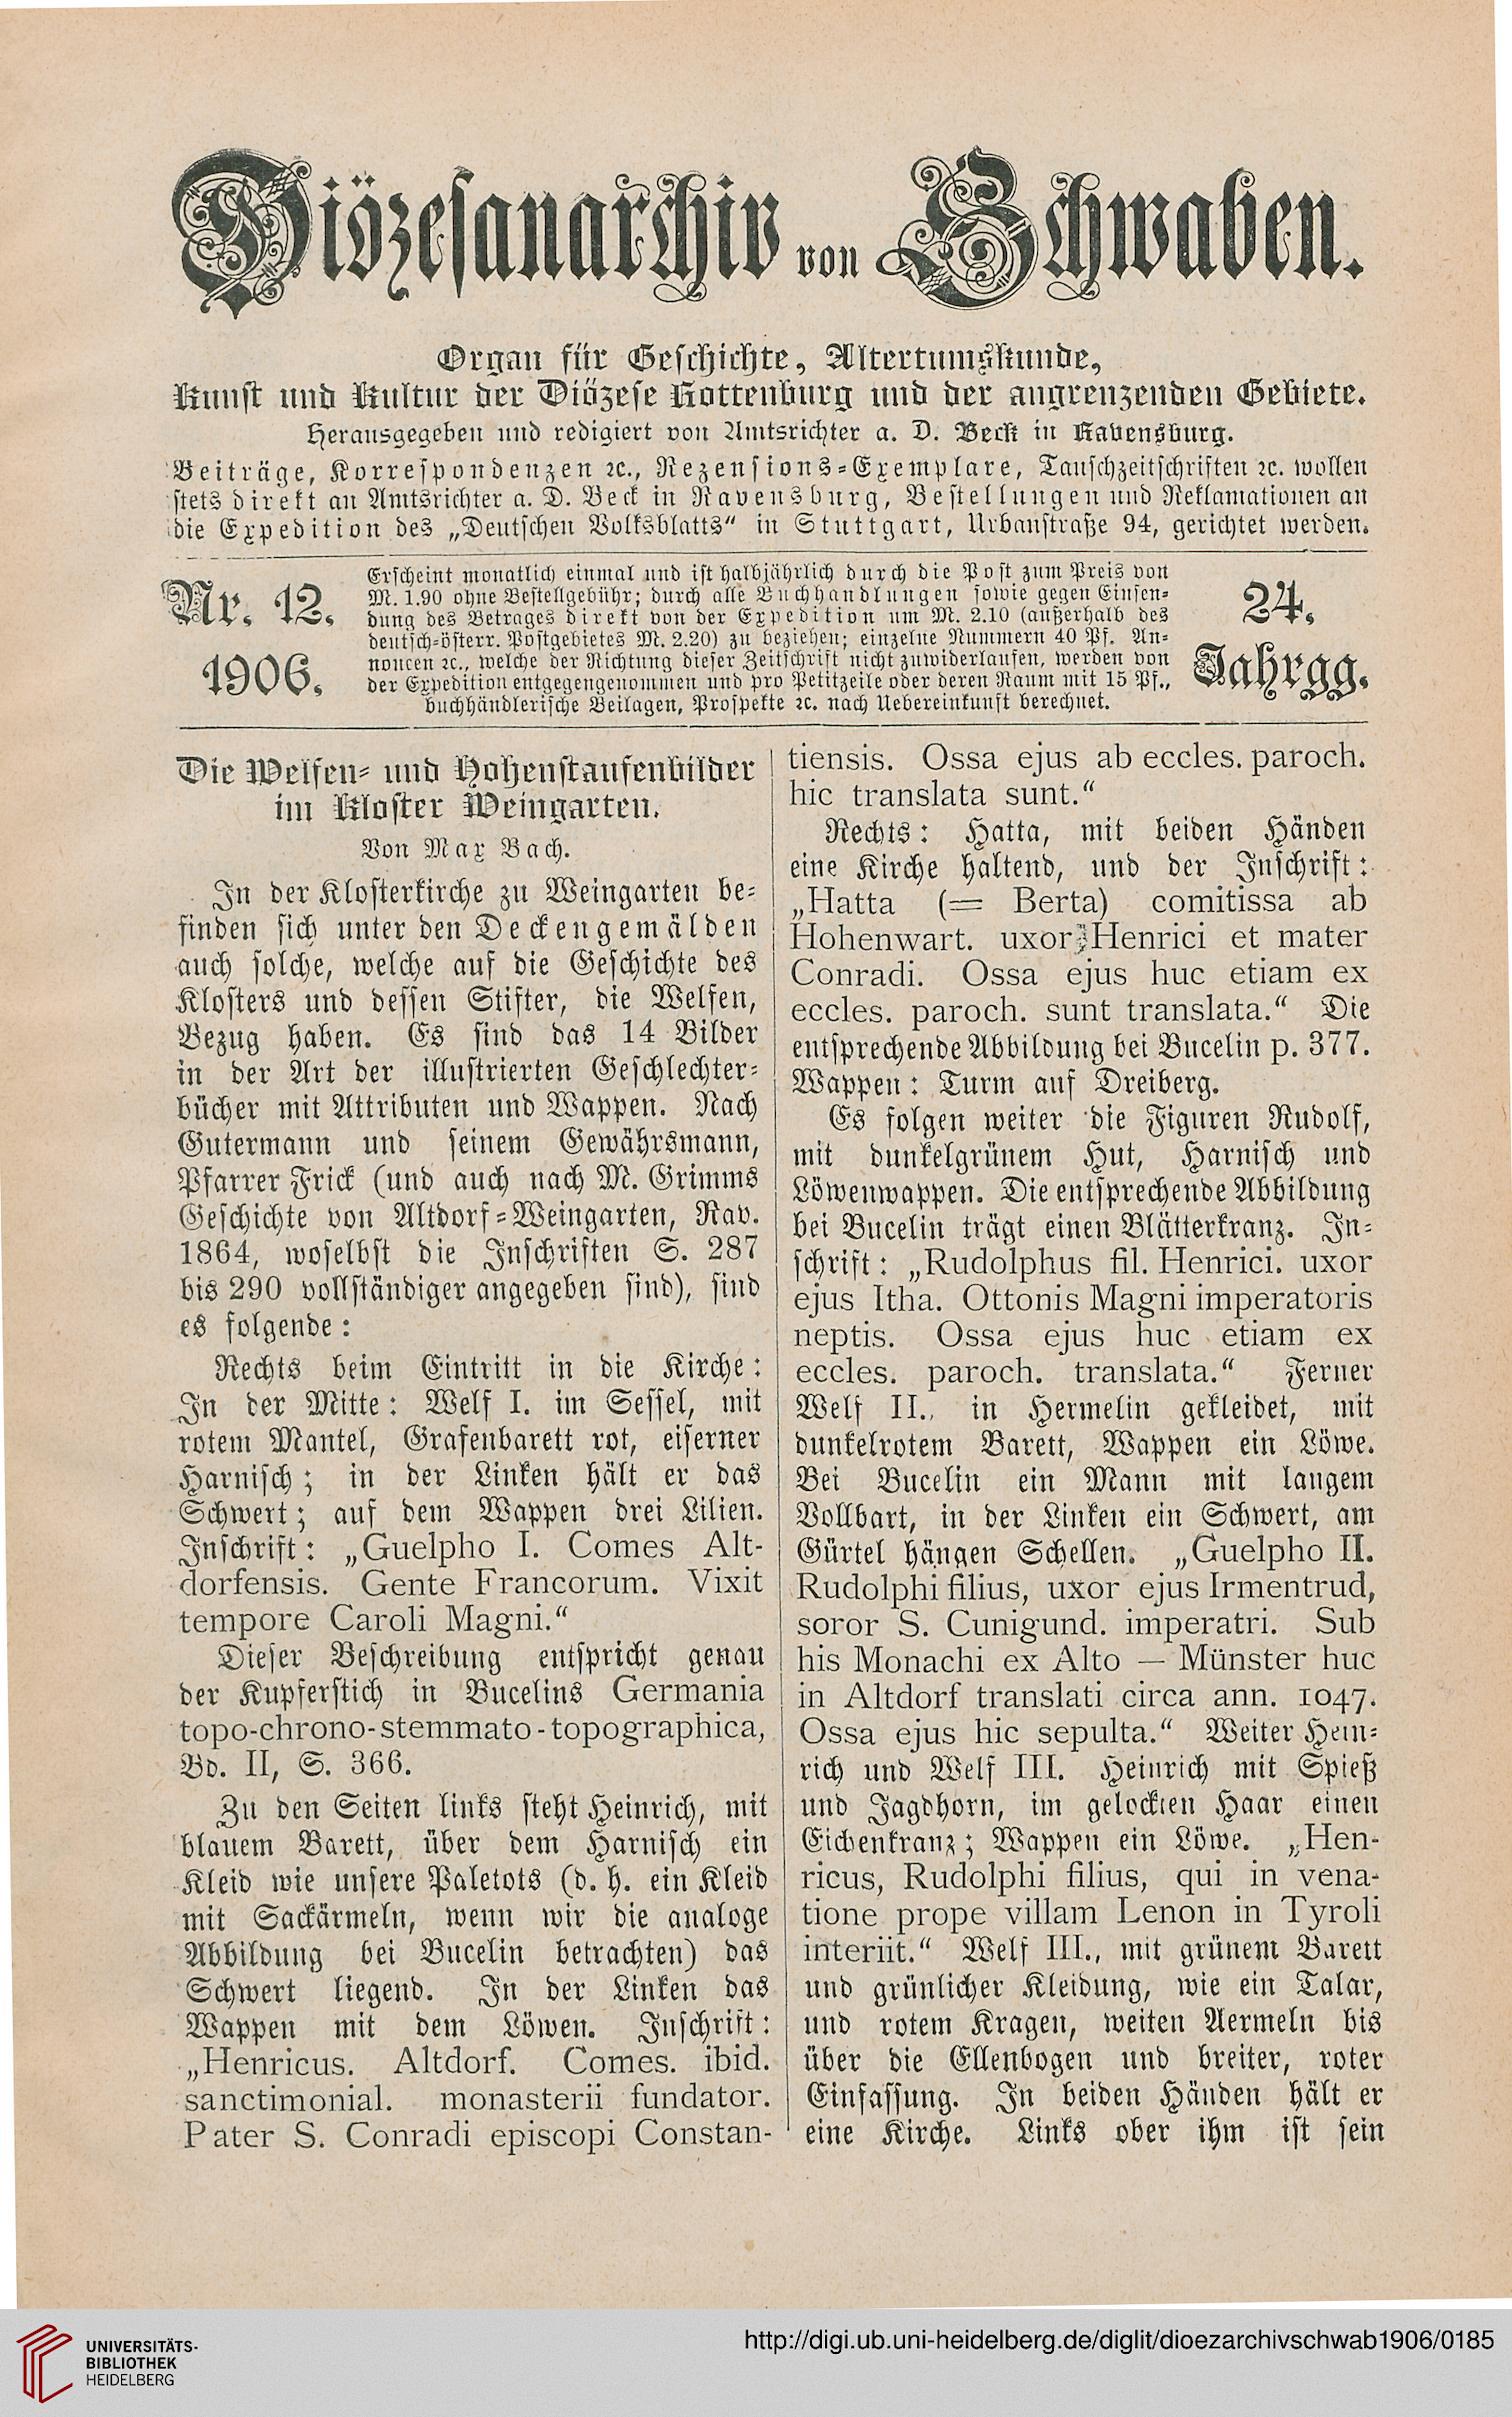 Diözesanarchiv von Schwaben.
Organ für Geschichte, Altertumskunde,
Kunst und Kultur der Diözese Rottenburg und der angrenzenden Gebiete.
Herausgegeben und redigiert von Amtsrichter a. D. Beck in Ravensburg.
Beiträge, Korrespondenzen ꝛc., Rezensions-Exemplare, Tauschzeitschriften ꝛc. wollen
stets direkt an Amtsrichter a. D. Beck in Ravensburg, Bestellungen und Reklamationen an
die Expedition des „Deutschen Volksblatts“ in Stuttgart, Urbanstraße 94, gerichtet werden.
Nr. 12.
1906.
Erscheint monatlich einmal und ist halbjährlich durch die Post zum Preis von
M. 1.90 ohne Bestellgebühr; durch alle Buchhandlungen sowie gegen Einsen-
dung des Betrages direkt von der Expedition um M. 2.10 (außerhalb des
deutsch-österr. Postgebietes M. 2.20) zu beziehen; einzelne Nummern 40 Pf. An-
noncen ꝛc., welche der Richtung dieser Zeitschrift nicht zuwiderlaufen, werden von
der Expedition entgegengenommen und pro Petitzeile oder deren Raum mit 15 Pf.,
buchhändlerische Beilagen, Prospekte ꝛc. nach Uebereinkunft berechnet.
24.
Jahrgg.
Die Welfen- und Hohenstaufenbilder
im Kloster Weingarten.
Von Max Bach.
In der Klosterkirche zu Weingarten be-
finden sich unter den Deckengemälden
auch solche, welche auf die Geschichte des
Klosters und dessen Stifter, die Welfen,
Bezug haben. Es sind das 14 Bilder
in der Art der illustrierten Geschlechter-
bücher mit Attributen und Wappen. Nach
Gutermann und seinem Gewährsmann,
Pfarrer Frick (und auch nach M. Grimms
Geschichte von Altdorf-Weingarten, Rav.
1864, woselbst die Inschriften S. 287
bis 290 vollständiger angegeben sind), sind
es folgende:
Rechts beim Eintritt in die Kirche:
In der Mitte: Welf I. im Sessel, mit
rotem Mantel, Grafenbarett rot, eiserner
Harnisch; in der Linken hält er das
Schwert; auf dem Wappen drei Lilien.
Inschrift: „Guelpho I. Comes Alt-
dorfensis. Gente Francorum. Vixit
tempore Caroli Magni.“
Dieser Beschreibung entspricht genau
der Kupferstich in Bucelins Germania
topo-chrono-stemmato-topographica,
Bd. II, S. 366.
Zu den Seiten links steht Heinrich, mit
blauem Barett, über dem Harnisch ein
Kleid wie unsere Paletots (d. h. ein Kleid
mit Sackärmeln, wenn wir die analoge
Abbildung bei Bucelin betrachten) das
Schwert liegend. In der Linken das
Wappen mit dem Löwen. Inschrift:
„Henricus. Altdorf. Comes. ibid.
sanctimonial. monasterii fundator.
Pater S. Conradi episcopi Constan-
tiensis. Ossa ejus ab eccles. paroch.
hic translata sunt.“
Rechts: Hatta, mit beiden Händen
eine Kirche haltend, und der Inschrift:
„Hatta (= Berta) comitissa ab
Hohenwart. uxor Henrici et mater
Conradi. Ossa ejus huc etiam ex
eccles. paroch. sunt translata.“ Die
entsprechende Abbildung bei Bucelin p. 377.
Wappen: Turm auf Dreiberg.
Es folgen weiter die Figuren Rudolf,
mit dunkelgrünem Hut, Harnisch und
Löwenwappen. Die entsprechende Abbildung
bei Bucelin trägt einen Blätterkranz. In-
schrift: „Rudolphus fil. Henrici. uxor
ejus Itha. Ottonis Magni imperatoris
neptis. Ossa ejus huc etiam ex
eccles. paroch. translata.“ Ferner
Welf II., in Hermelin gekleidet, mit
dunkelrotem Barett, Wappen ein Löwe.
Bei Bucelin ein Mann mit langem
Vollbart, in der Linken ein Schwert, am
Gürtel hängen Schellen. „Guelpho II.
Rudolphi filius, uxor ejus Irmentrud,
soror S. Cunigund. imperatri. Sub
his Monachi ex Alto — Münster huc
in Altdorf translati circa ann. 1047.
Ossa ejus hic sepulta.“ Weiter Hein-
rich und Welf III. Heinrich mit Spieß
und Jagdhorn, im gelockten Haar einen
Eichenkranz; Wappen ein Löwe. „Hen-
ricus, Rudolphi filius, qui in vena-
tione prope villam Lenon in Tyroli
interiit.“ Welf III., mit grünem Barett
und grünlicher Kleidung, wie ein Talar,
und rotem Kragen, weiten Aermeln bis
über die Ellenbogen und breiter, roter
Einfassung. In beiden Händen hält er
eine Kirche. Links ober ihm ist sein
UNIVERSITÄTS-
BIBLIOTHEK
HEIDELBERG
http://digi.ub.uni-heidelberg.de/diglit/dioezarchivschwab1906/0185